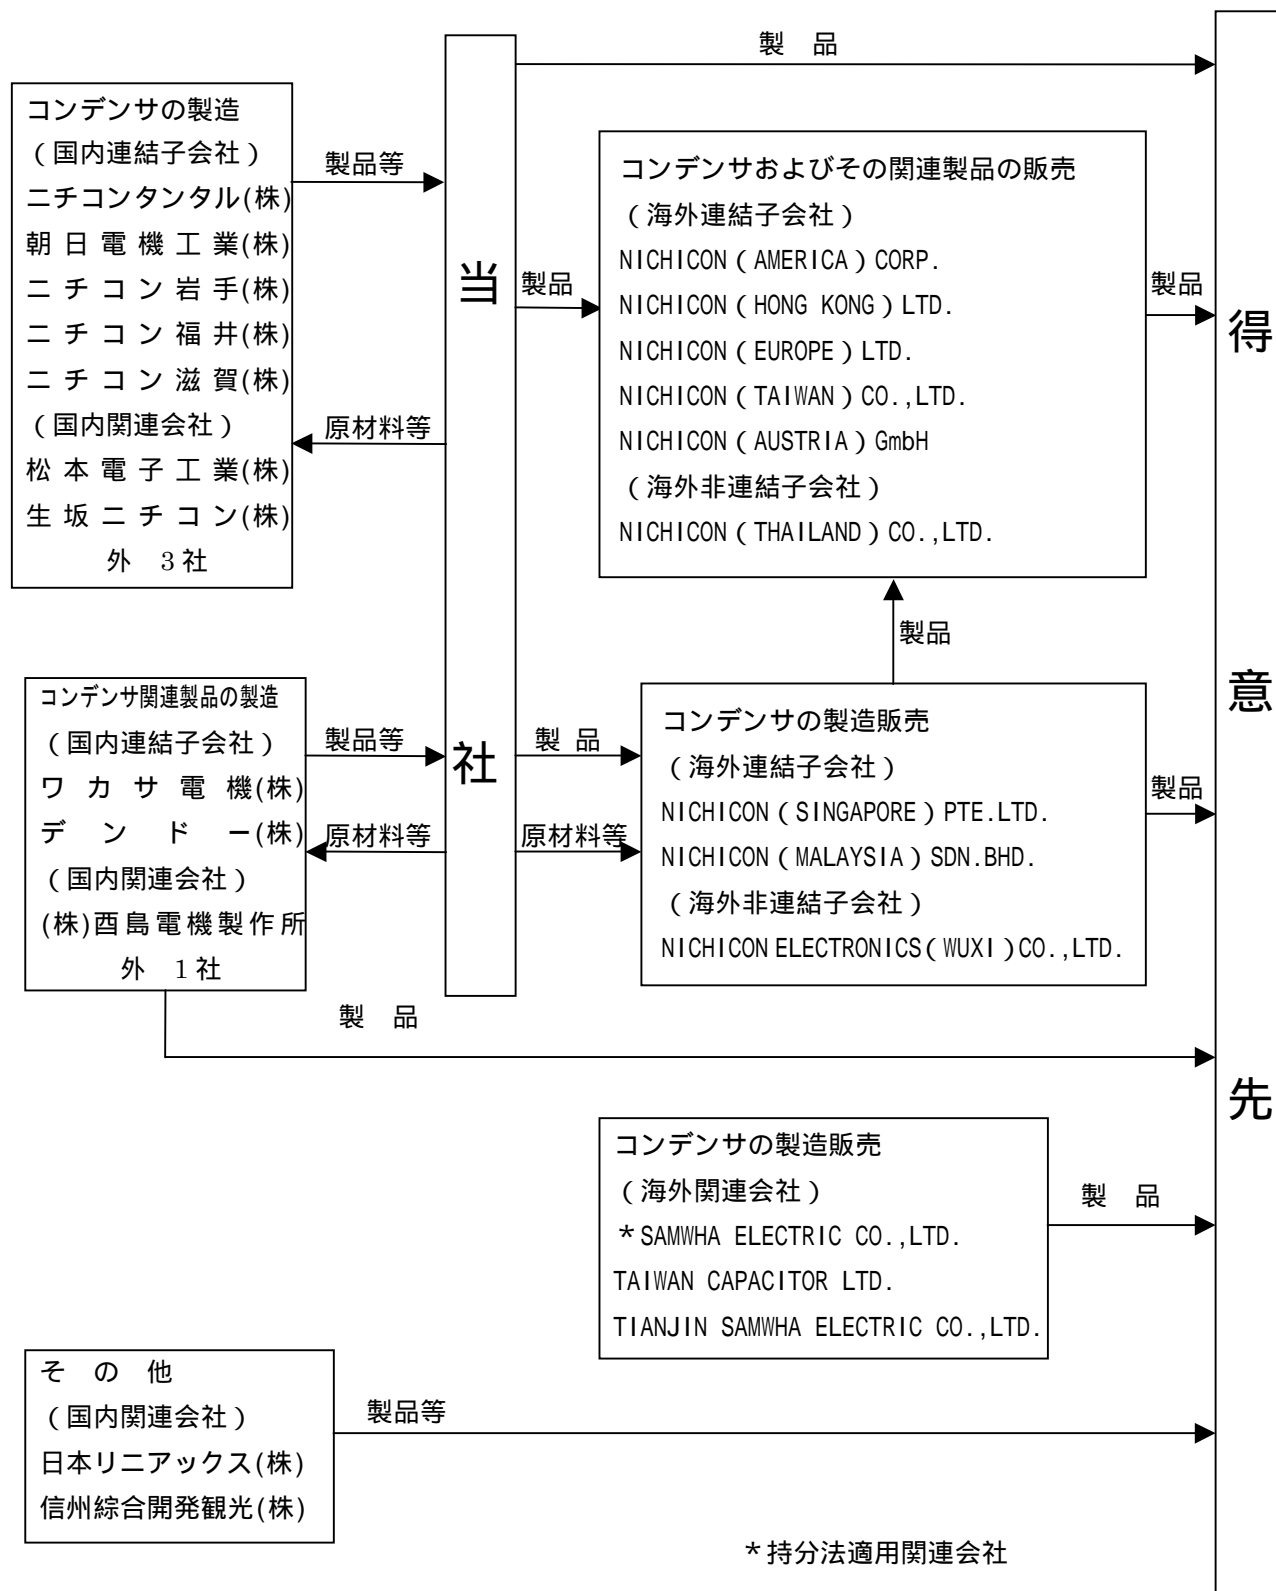 製　品
コンデンサの製造
（国内連結子会社）
ニチコンタンタル(株)
朝日電機工業(株)
ニチコン岩手(株)
ニチコン福井(株)
ニチコン滋賀(株)
（国内関連会社）
松本電子工業(株)
生坂ニチコン(株)
外　3社
製品等
原材料等
当社
製品
コンデンサおよびその関連製品の販売
（海外連結子会社）
NICHICON（AMERICA）CORP.
NICHICON（HONG KONG）LTD.
NICHICON（EUROPE）LTD.
NICHICON（TAIWAN）CO.,LTD.
NICHICON（AUSTRIA）GmbH
（海外非連結子会社）
NICHICON（THAILAND）CO.,LTD.
製品
得意先
製品
コンデンサ関連製品の製造
（国内連結子会社）
ワカサ電機(株)
デンドー(株)
（国内関連会社）
(株)酉島電機製作所
外　1社
製品等
原材料等
製品
原材料等
コンデンサの製造販売
（海外連結子会社）
NICHICON（SINGAPORE）PTE.LTD.
NICHICON（MALAYSIA）SDN.BHD.
（海外非連結子会社）
NICHICON ELECTRONICS(WUXI）CO.,LTD.
製品
製　品
コンデンサの製造販売
（海外関連会社）
*SAMWHA ELECTRIC CO.,LTD.
TAIWAN CAPACITOR LTD.
TIANJIN SAMWHA ELECTRIC CO.,LTD.
製　品
その他
（国内関連会社）
日本リニアックス(株)
信州綜合開発観光(株)
製品等
*持分法適用関連会社